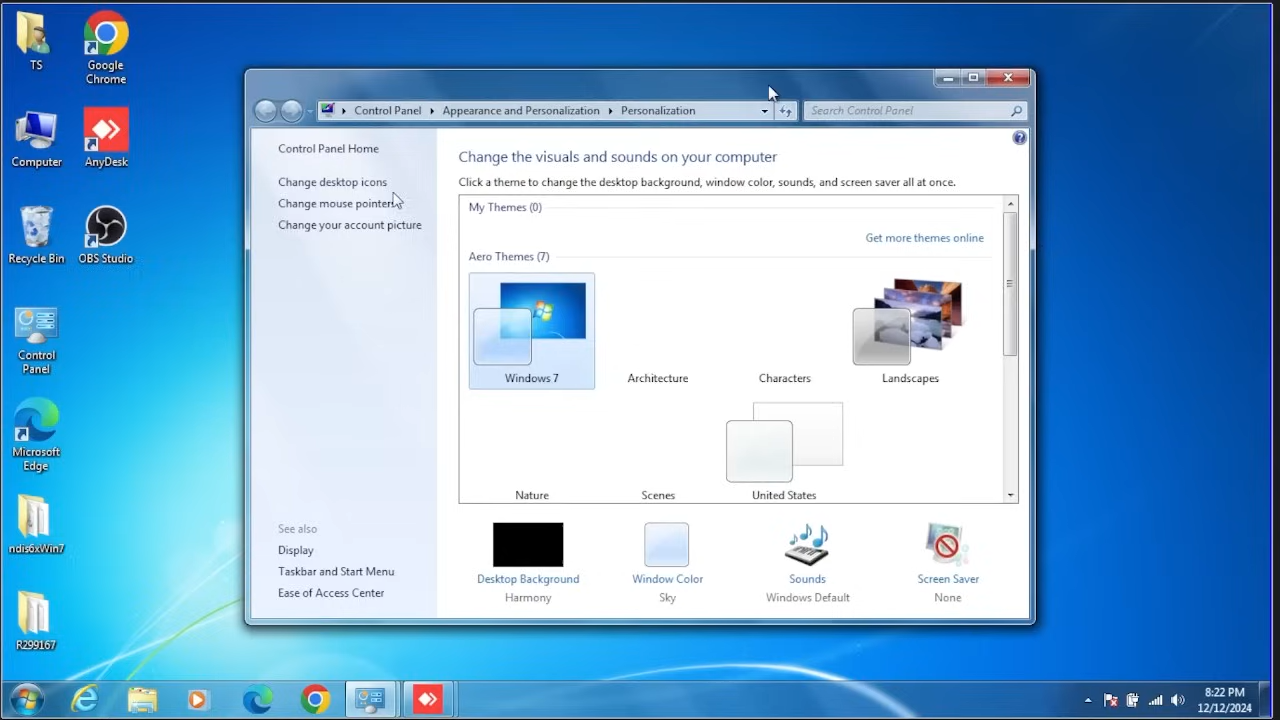 TS
Google
Chrome
Computer
AnyDesk
Recycle Bin
OBS Studio
Control
Panel
Microsoft
Edge
ndis6xWin7
R299167
Control Panel
Appearance and Personalization
Personalization
Search Control Panel
Control Panel Home
Change desktop icons
Change mouse pointers
Change your account picture
See also
Display
Taskbar and Start Menu
Ease of Access Center
Change the visuals and sounds on your computer
Click a theme to change the desktop background, window color, sounds, and screen saver all at once.
My Themes (0)
Get more themes online
Aero Themes (7)
Windows 7
Architecture
Characters
Landscapes
Nature
Scenes
United States
Desktop Background
Harmony
Window Color
Sky
Sounds
Windows Default
Screen Saver
None
8:22 PM
12/12/2024